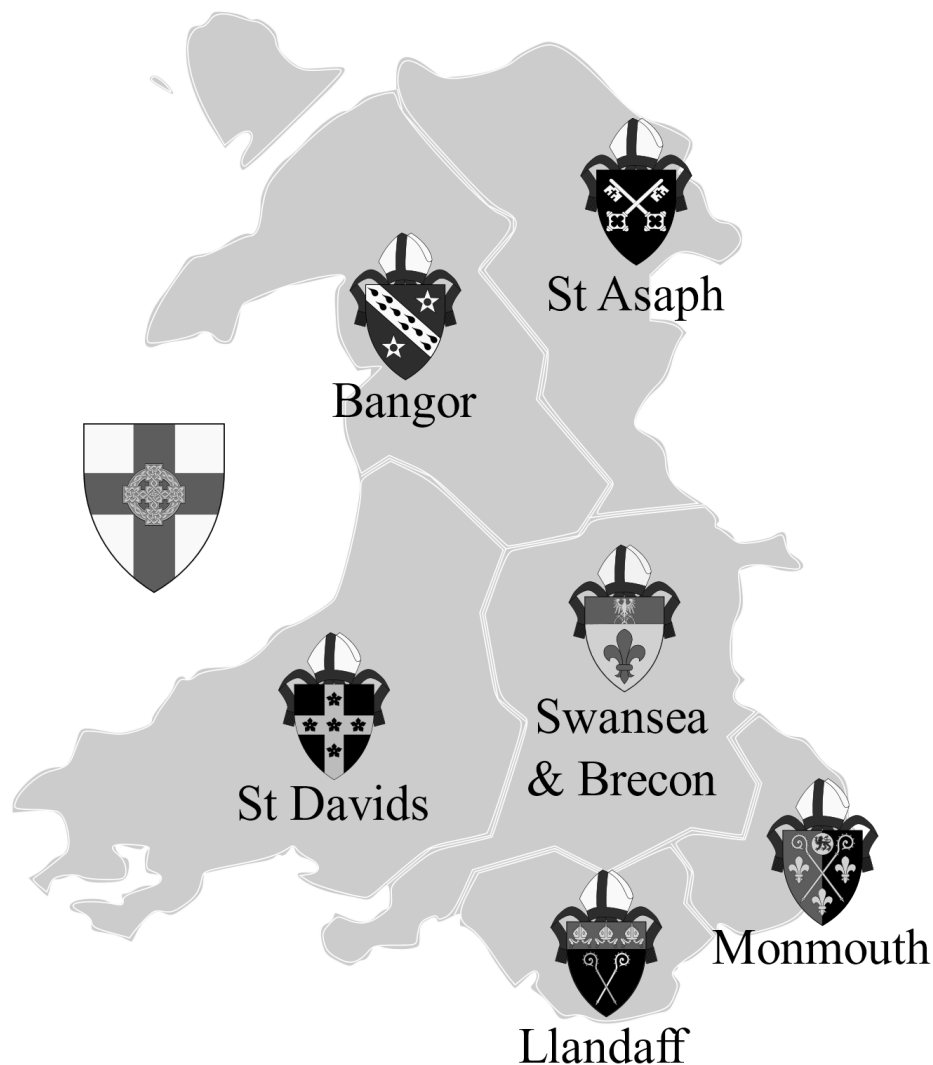 St Asaph
Bangor
Swansea
& Brecon
St Davids
Monmouth
Llandaff